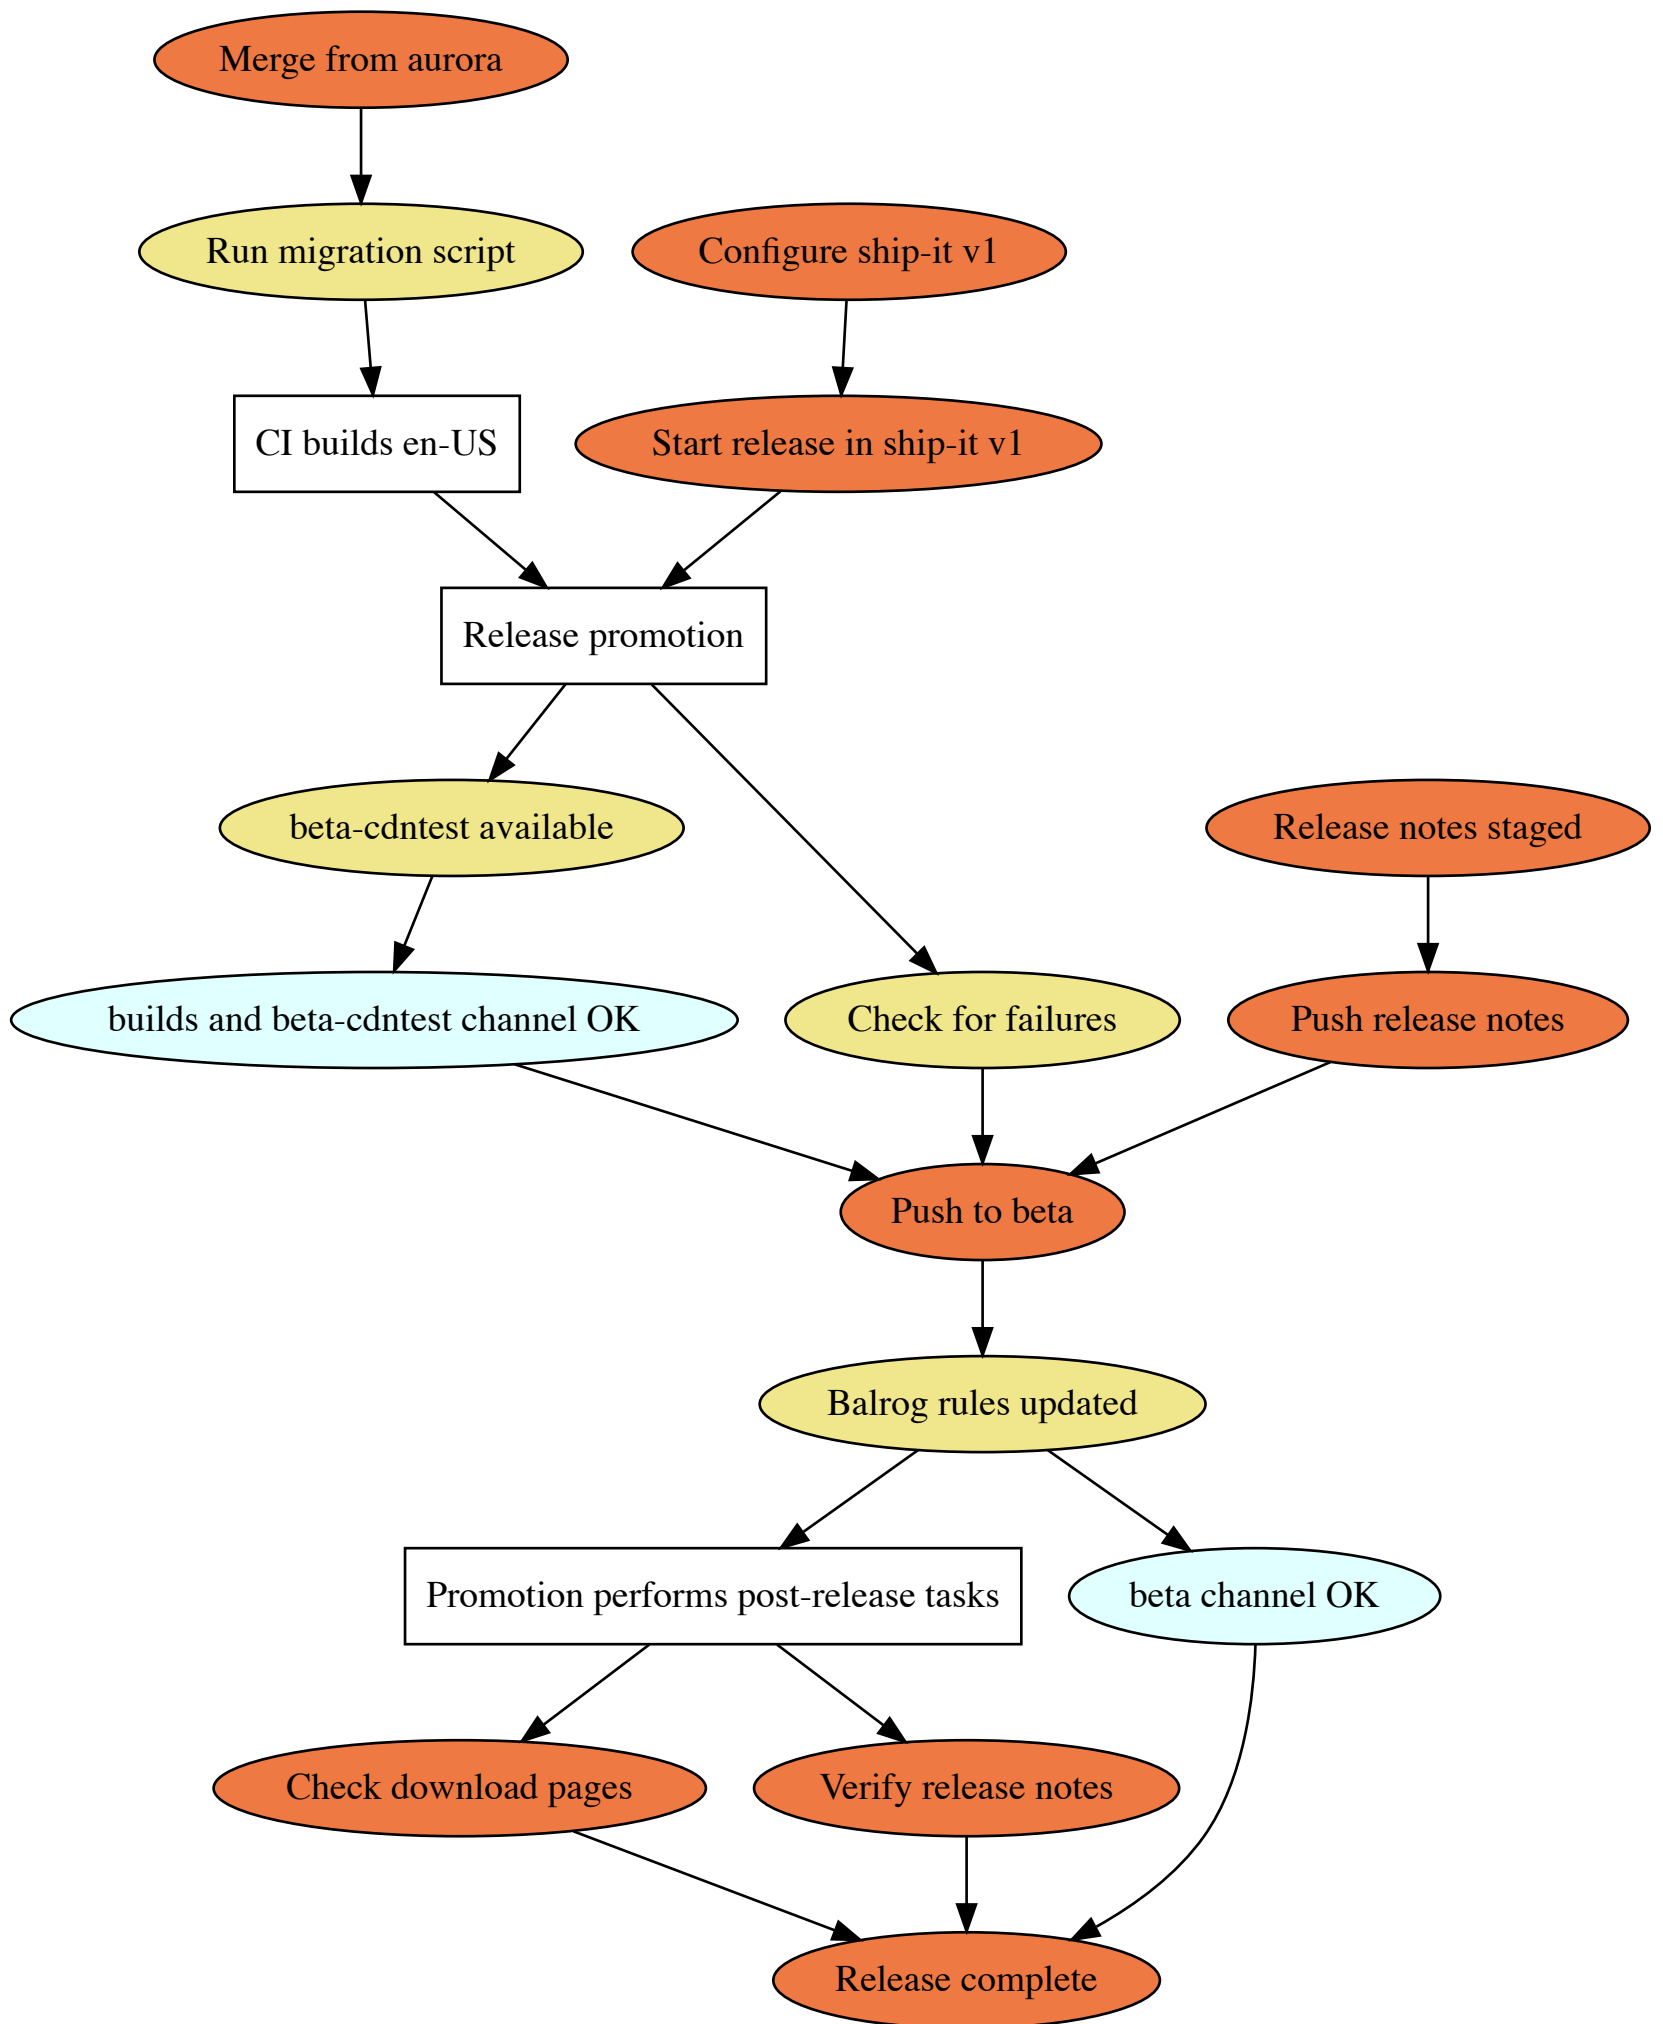 Merge from aurora
Run migration script
Configure ship-it v1
CI builds en-US
Start release in ship-it v1
Release promotion
beta-cdntest available
Release notes staged
builds and beta-cdntest channel OK
Check for failures
Push release notes
Push to beta
Balrog rules updated
Promotion performs post-release tasks
beta channel OK
Check download pages
Verify release notes
Release complete